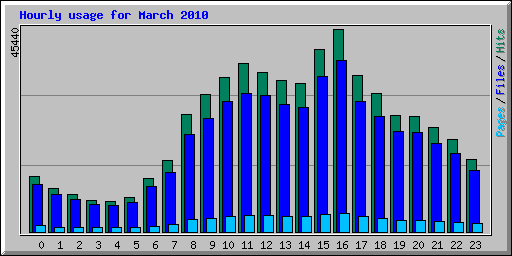 Hourly usage for March 2010
45440
Pages/Files/Hits
0 1 2 3 4 5 6 7 8 9 10 11 12 13 14 15 16 17 18 19 20 21 22 23